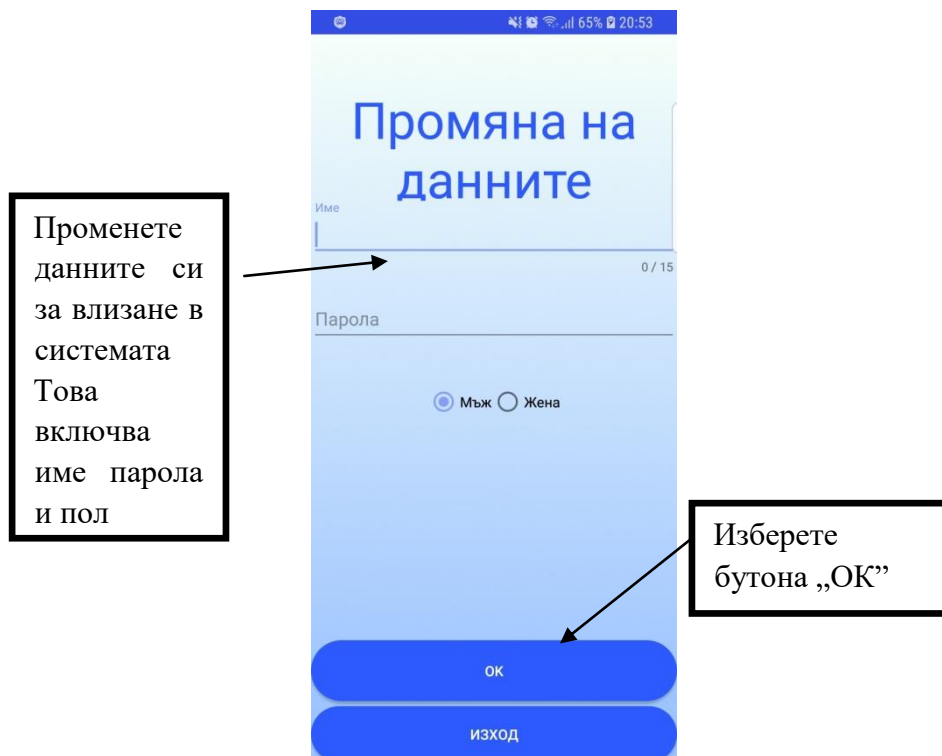 65% 20:53
Промяна на
данните
Име
0 / 15
Парола
Мъж Жена
ОК
ИЗХОД
Променете
данните си
за влизане в
системата
Това
включва
име парола
и пол
Изберете
бутона „ОК”